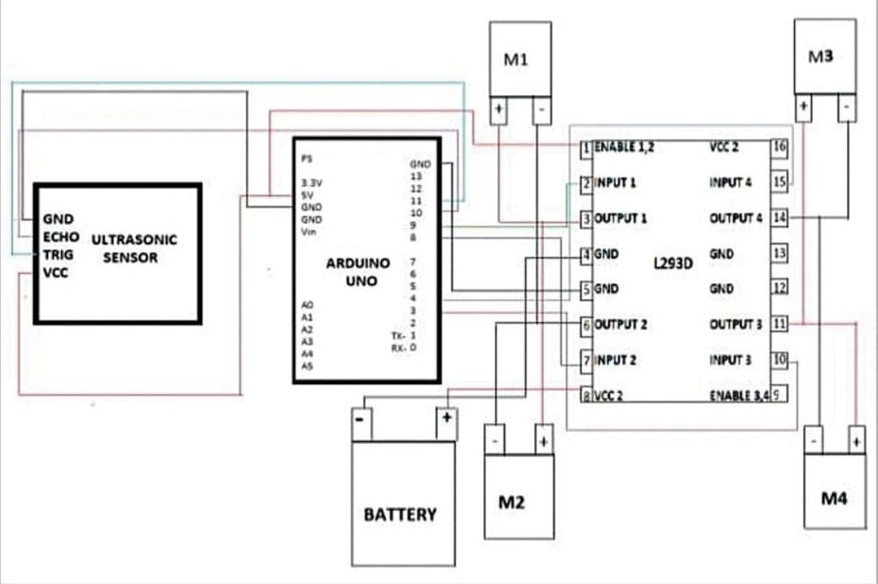 M1
+ -
M3
+ -
GND
ECHO
TRIG
VCC
ULTRASONIC
SENSOR
PS
3.3V
5V
GND
GND
Vin
A0
A1
A2
A3
A4
A5
ARDUINO
UNO
GND
13
12
11
10
9
8
7
6
5
4
3
2
TX- 1
RX- 0
1 ENABLE 1,2 VCC 2 16
2 INPUT 1 INPUT 4 15
3 OUTPUT 1 OUTPUT 4 14
4 GND GND 13
L293D
5 GND GND 12
6 OUTPUT 2 OUTPUT 3 11
7 INPUT 2 INPUT 3 10
8 VCC 2 ENABLE 3,4 9
- +
BATTERY
- +
M2
- +
M4